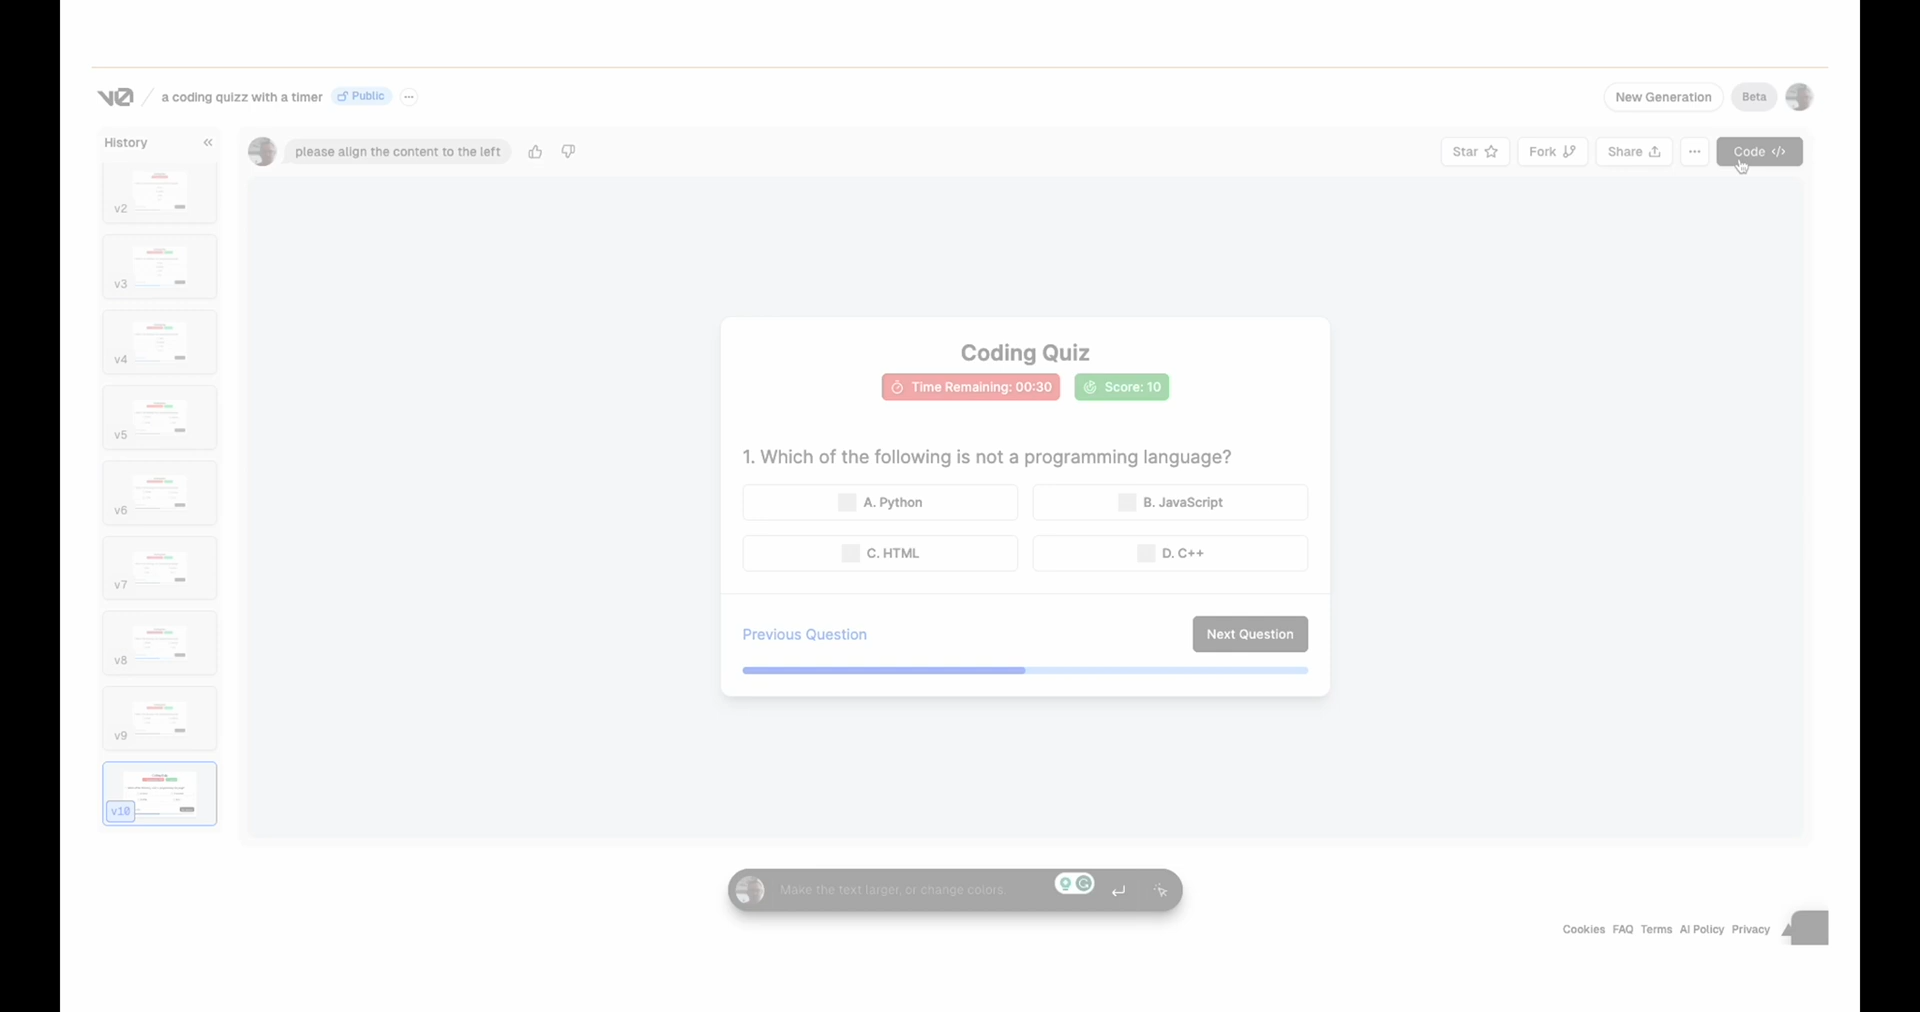 v0 / a coding quizz with a timer Public ...
New Generation Beta
History «
please align the content to the left
Star Fork Share ... Code </>
v2
v3
v4
v5
v6
v7
v8
v9
v10
Coding Quiz
Time Remaining: 00:30 Score: 10
1. Which of the following is not a programming language?
A. Python B. JavaScript
C. HTML D. C++
Previous Question Next Question
Make the text larger, or change colors.
Cookies FAQ Terms AI Policy Privacy